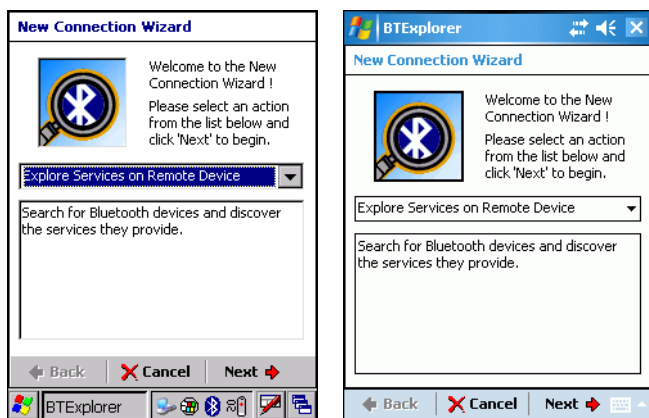 New Connection Wizard
Welcome to the New
Connection Wizard !
Please select an action
from the list below and
click 'Next' to begin.
Explore Services on Remote Device
Search for Bluetooth devices and discover
the services they provide.
Back
Cancel
Next
BTExplorer
BTExplorer
New Connection Wizard
Welcome to the New
Connection Wizard !
Please select an action
from the list below and
click 'Next' to begin.
Explore Services on Remote Device
Search for Bluetooth devices and discover
the services they provide.
Back
Cancel
Next